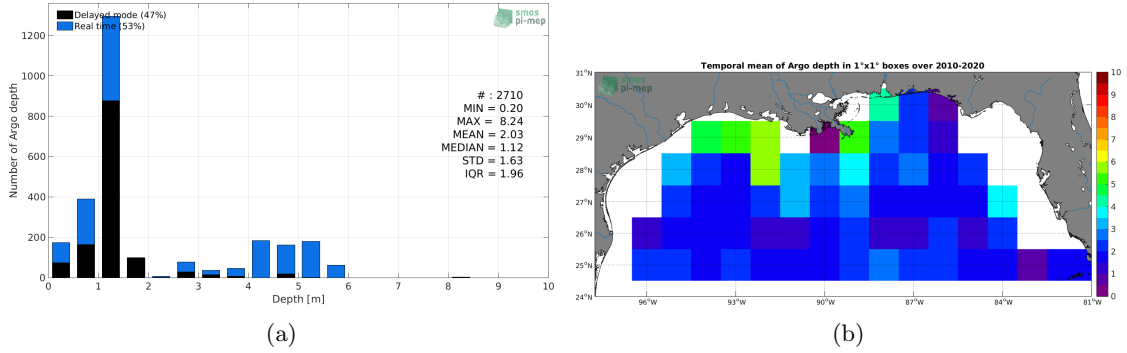 Delayed mode (47%)
Real time (53%)
smos
pi-mep
1200
1000
800
600
400
200
0
Number of Argo depth
# : 2710
MIN = 0.20
MAX = 8.24
MEAN = 2.03
MEDIAN = 1.12
STD = 1.63
IQR = 1.96
0 1 2 3 4 5 6 7 8 9 10
Depth [m]
(a)
Temporal mean of Argo depth in 1°x1° boxes over 2010-2020
smos
pi-mep
31°N
30°N
29°N
28°N
27°N
26°N
25°N
24°N
96°W 93°W 90°W 87°W 84°W 81°W
10
9
8
7
6
5
4
3
2
1
0
(b)